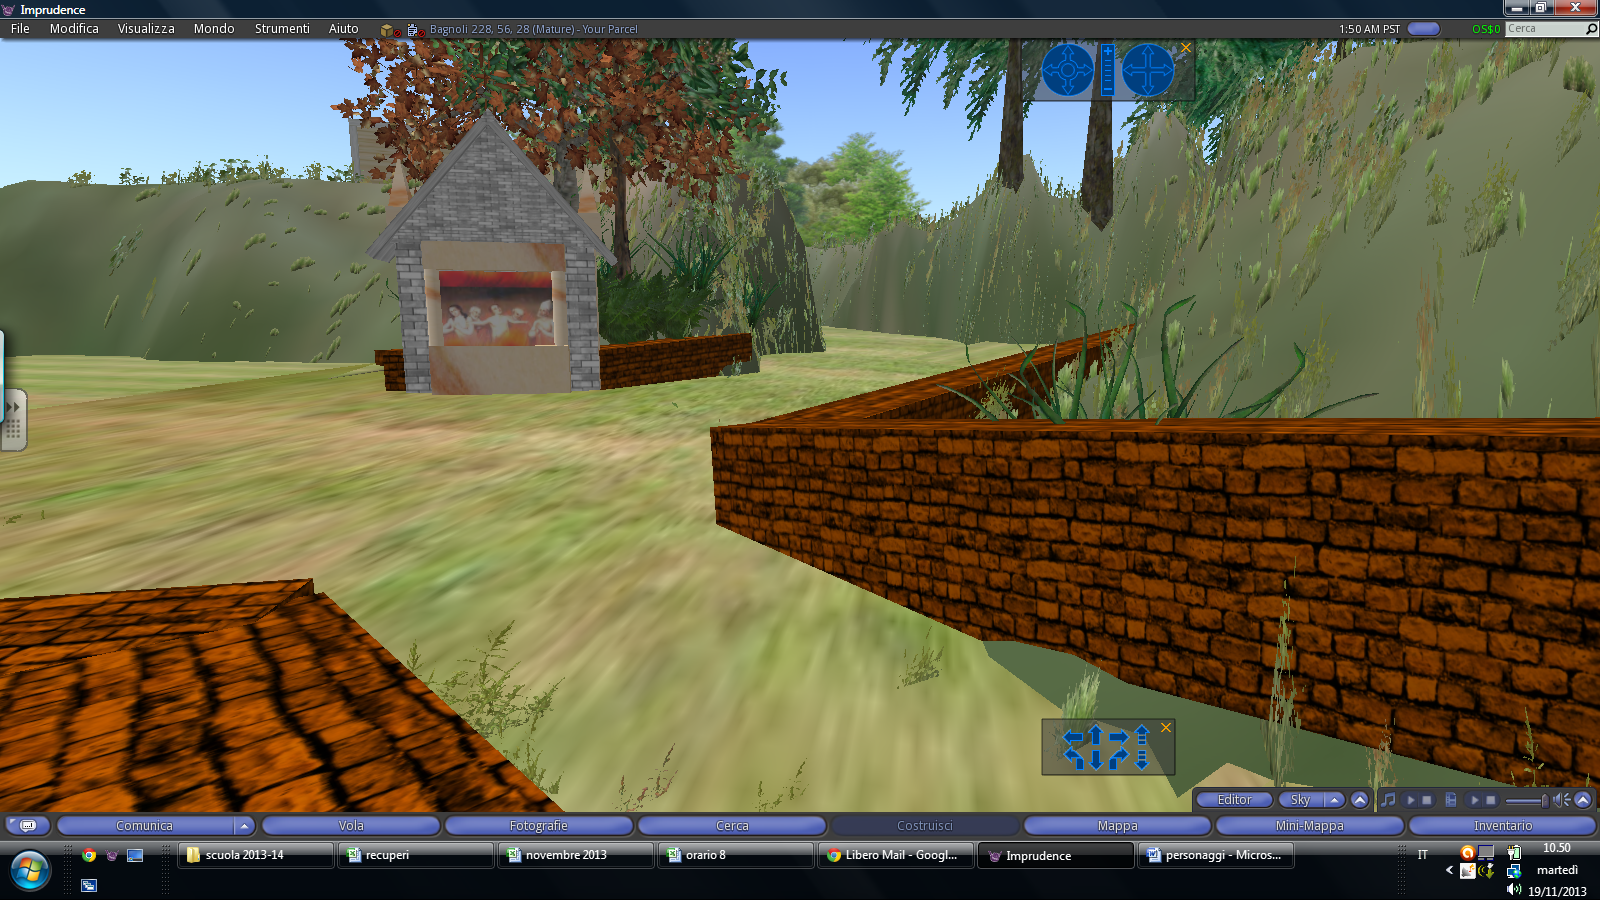 Imprudence
File Modifica Visualizza Mondo Strumenti Aiuto Bagnoli 228, 56, 28 (Mature) - Your Parcel 1:50 AM PST OS$0 Cerca
Editor Sky
Comunica Vola Fotografie Cerca Costruisci Mappa Mini-Mappa Inventario
scuola 2013-14 recuperi novembre 2013 orario 8 Libero Mail - Googl... Imprudence personaggi - Micros... IT 10.50
martedì
19/11/2013